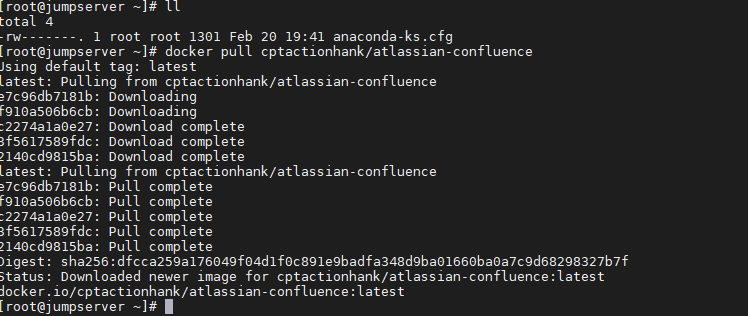 [root@jumpserver ~]# ll
total 4
-rw-------. 1 root root 1301 Feb 20 19:41 anaconda-ks.cfg
[root@jumpserver ~]# docker pull cptactionhank/atlassian-confluence
Using default tag: latest
latest: Pulling from cptactionhank/atlassian-confluence
e7c96db7181b: Downloading
f910a506b6cb: Downloading
c2274a1a0e27: Download complete
3f5617589fdc: Download complete
2140cd9815ba: Download complete
latest: Pulling from cptactionhank/atlassian-confluence
e7c96db7181b: Pull complete
f910a506b6cb: Pull complete
c2274a1a0e27: Pull complete
3f5617589fdc: Pull complete
2140cd9815ba: Pull complete
Digest: sha256:dfcca259a176049f04d1f0c891e9badfa348d9ba01660ba0a7c9d68298327b7f
Status: Downloaded newer image for cptactionhank/atlassian-confluence:latest
docker.io/cptactionhank/atlassian-confluence:latest
[root@jumpserver ~]#